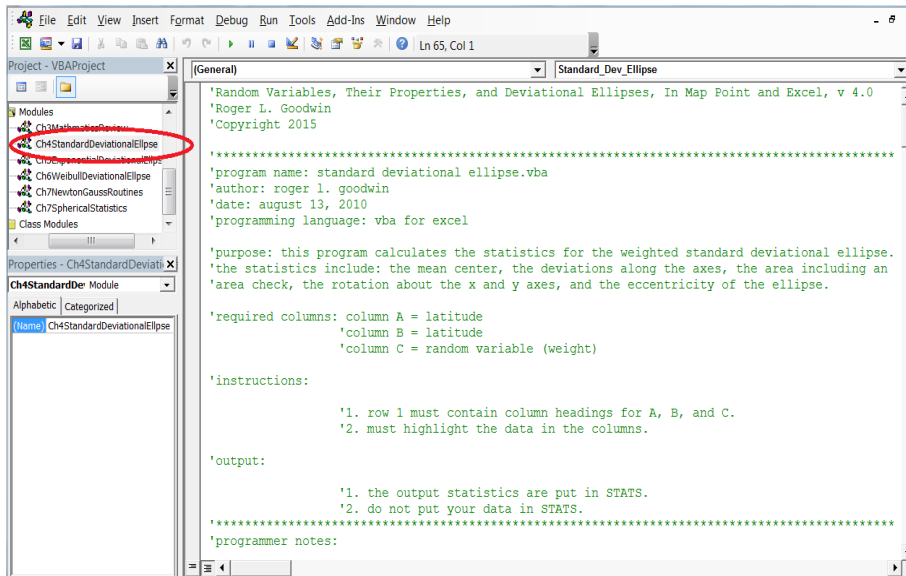 File Edit View Insert Format Debug Run Tools Add-Ins Window Help
Ln 65, Col 1
Project - VBAProject
Modules
Ch3MathmaticsReview
Ch4StandardDeviationalEllpse
Ch5ExponentialDeviationalEllps
Ch6WeibullDeviationalEllpse
Ch7NewtonGaussRoutines
Ch7SphericalStatistics
Class Modules
Properties - Ch4StandardDeviati
Ch4StandardDe Module
Alphabetic Categorized
(Name) Ch4StandardDeviationalEllpse
(General) Standard_Dev_Ellipse
'Random Variables, Their Properties, and Deviational Ellipses, In Map Point and Excel, v 4.0
'Roger L. Goodwin
'Copyright 2015
'**********************************************************************************************
'program name: standard deviational ellipse.vba
'author: roger l. goodwin
'date: august 13, 2010
'programming language: vba for excel
'purpose: this program calculates the statistics for the weighted standard deviational ellipse.
'the statistics include: the mean center, the deviations along the axes, the area including an
'area check, the rotation about the x and y axes, and the eccentricity of the ellipse.
'required columns: column A = latitude
'column B = latitude
'column C = random variable (weight)
'instructions:
'1. row 1 must contain column headings for A, B, and C.
'2. must highlight the data in the columns.
'output:
'1. the output statistics are put in STATS.
'2. do not put your data in STATS.
'**********************************************************************************************
'programmer notes: